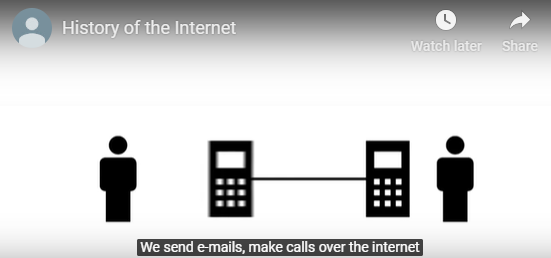 History of the Internet
Watch later
Share
We send e-mails, make calls over the internet